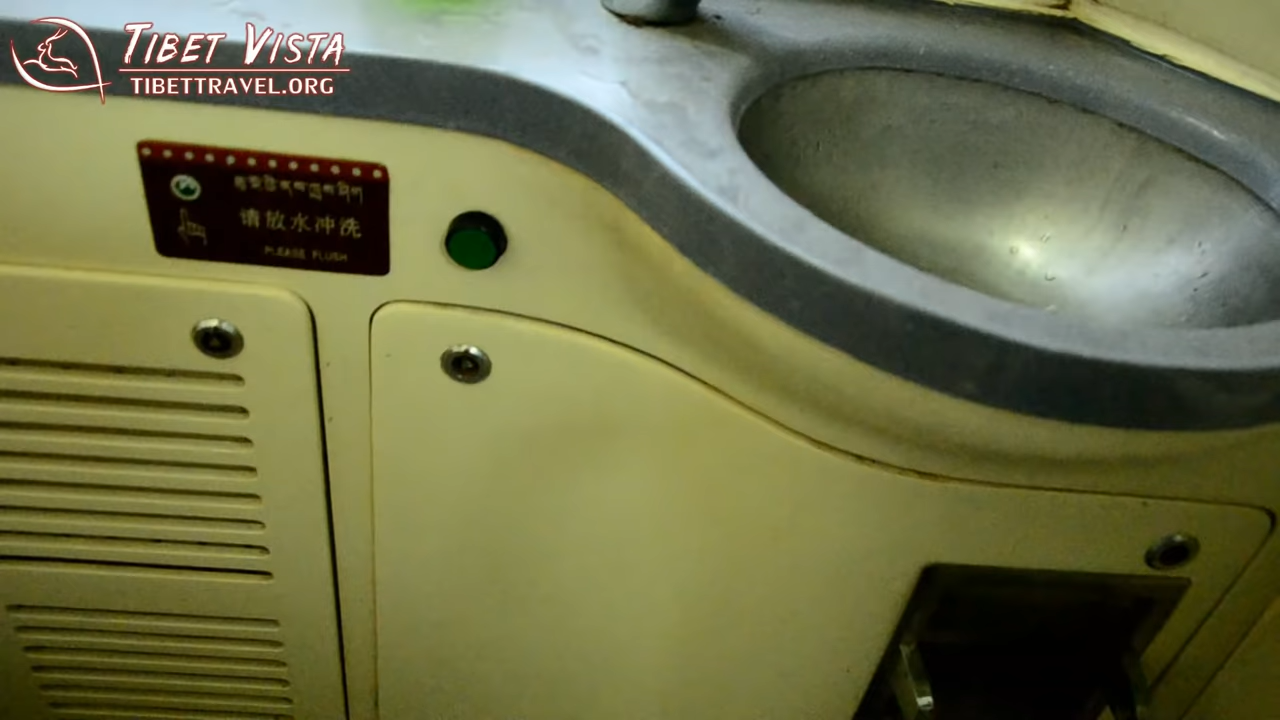 TIBET VISTA
TIBETTRAVEL.ORG
请放水冲洗
PLEASE FLUSH